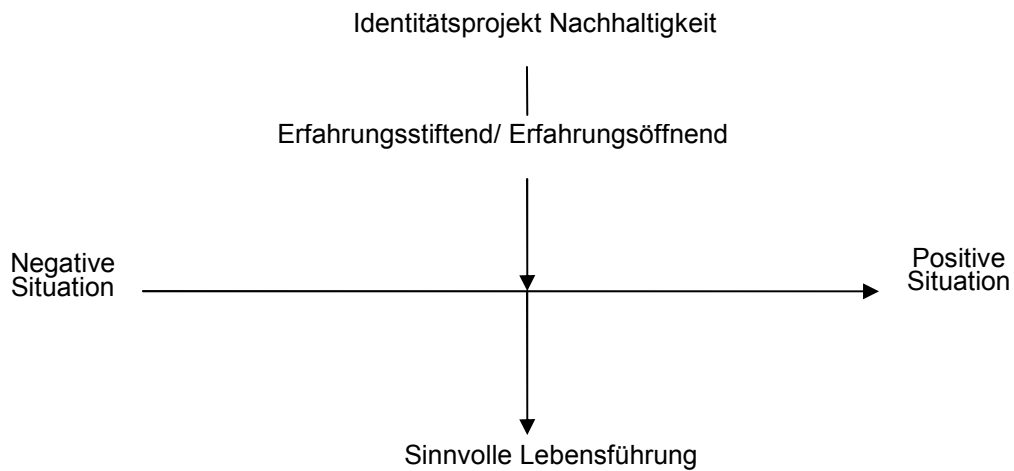 Identitätsprojekt Nachhaltigkeit
Erfahrungsstiftend/ Erfahrungsöffnend
Negative
Situation
Positive
Situation
Sinnvolle Lebensführung